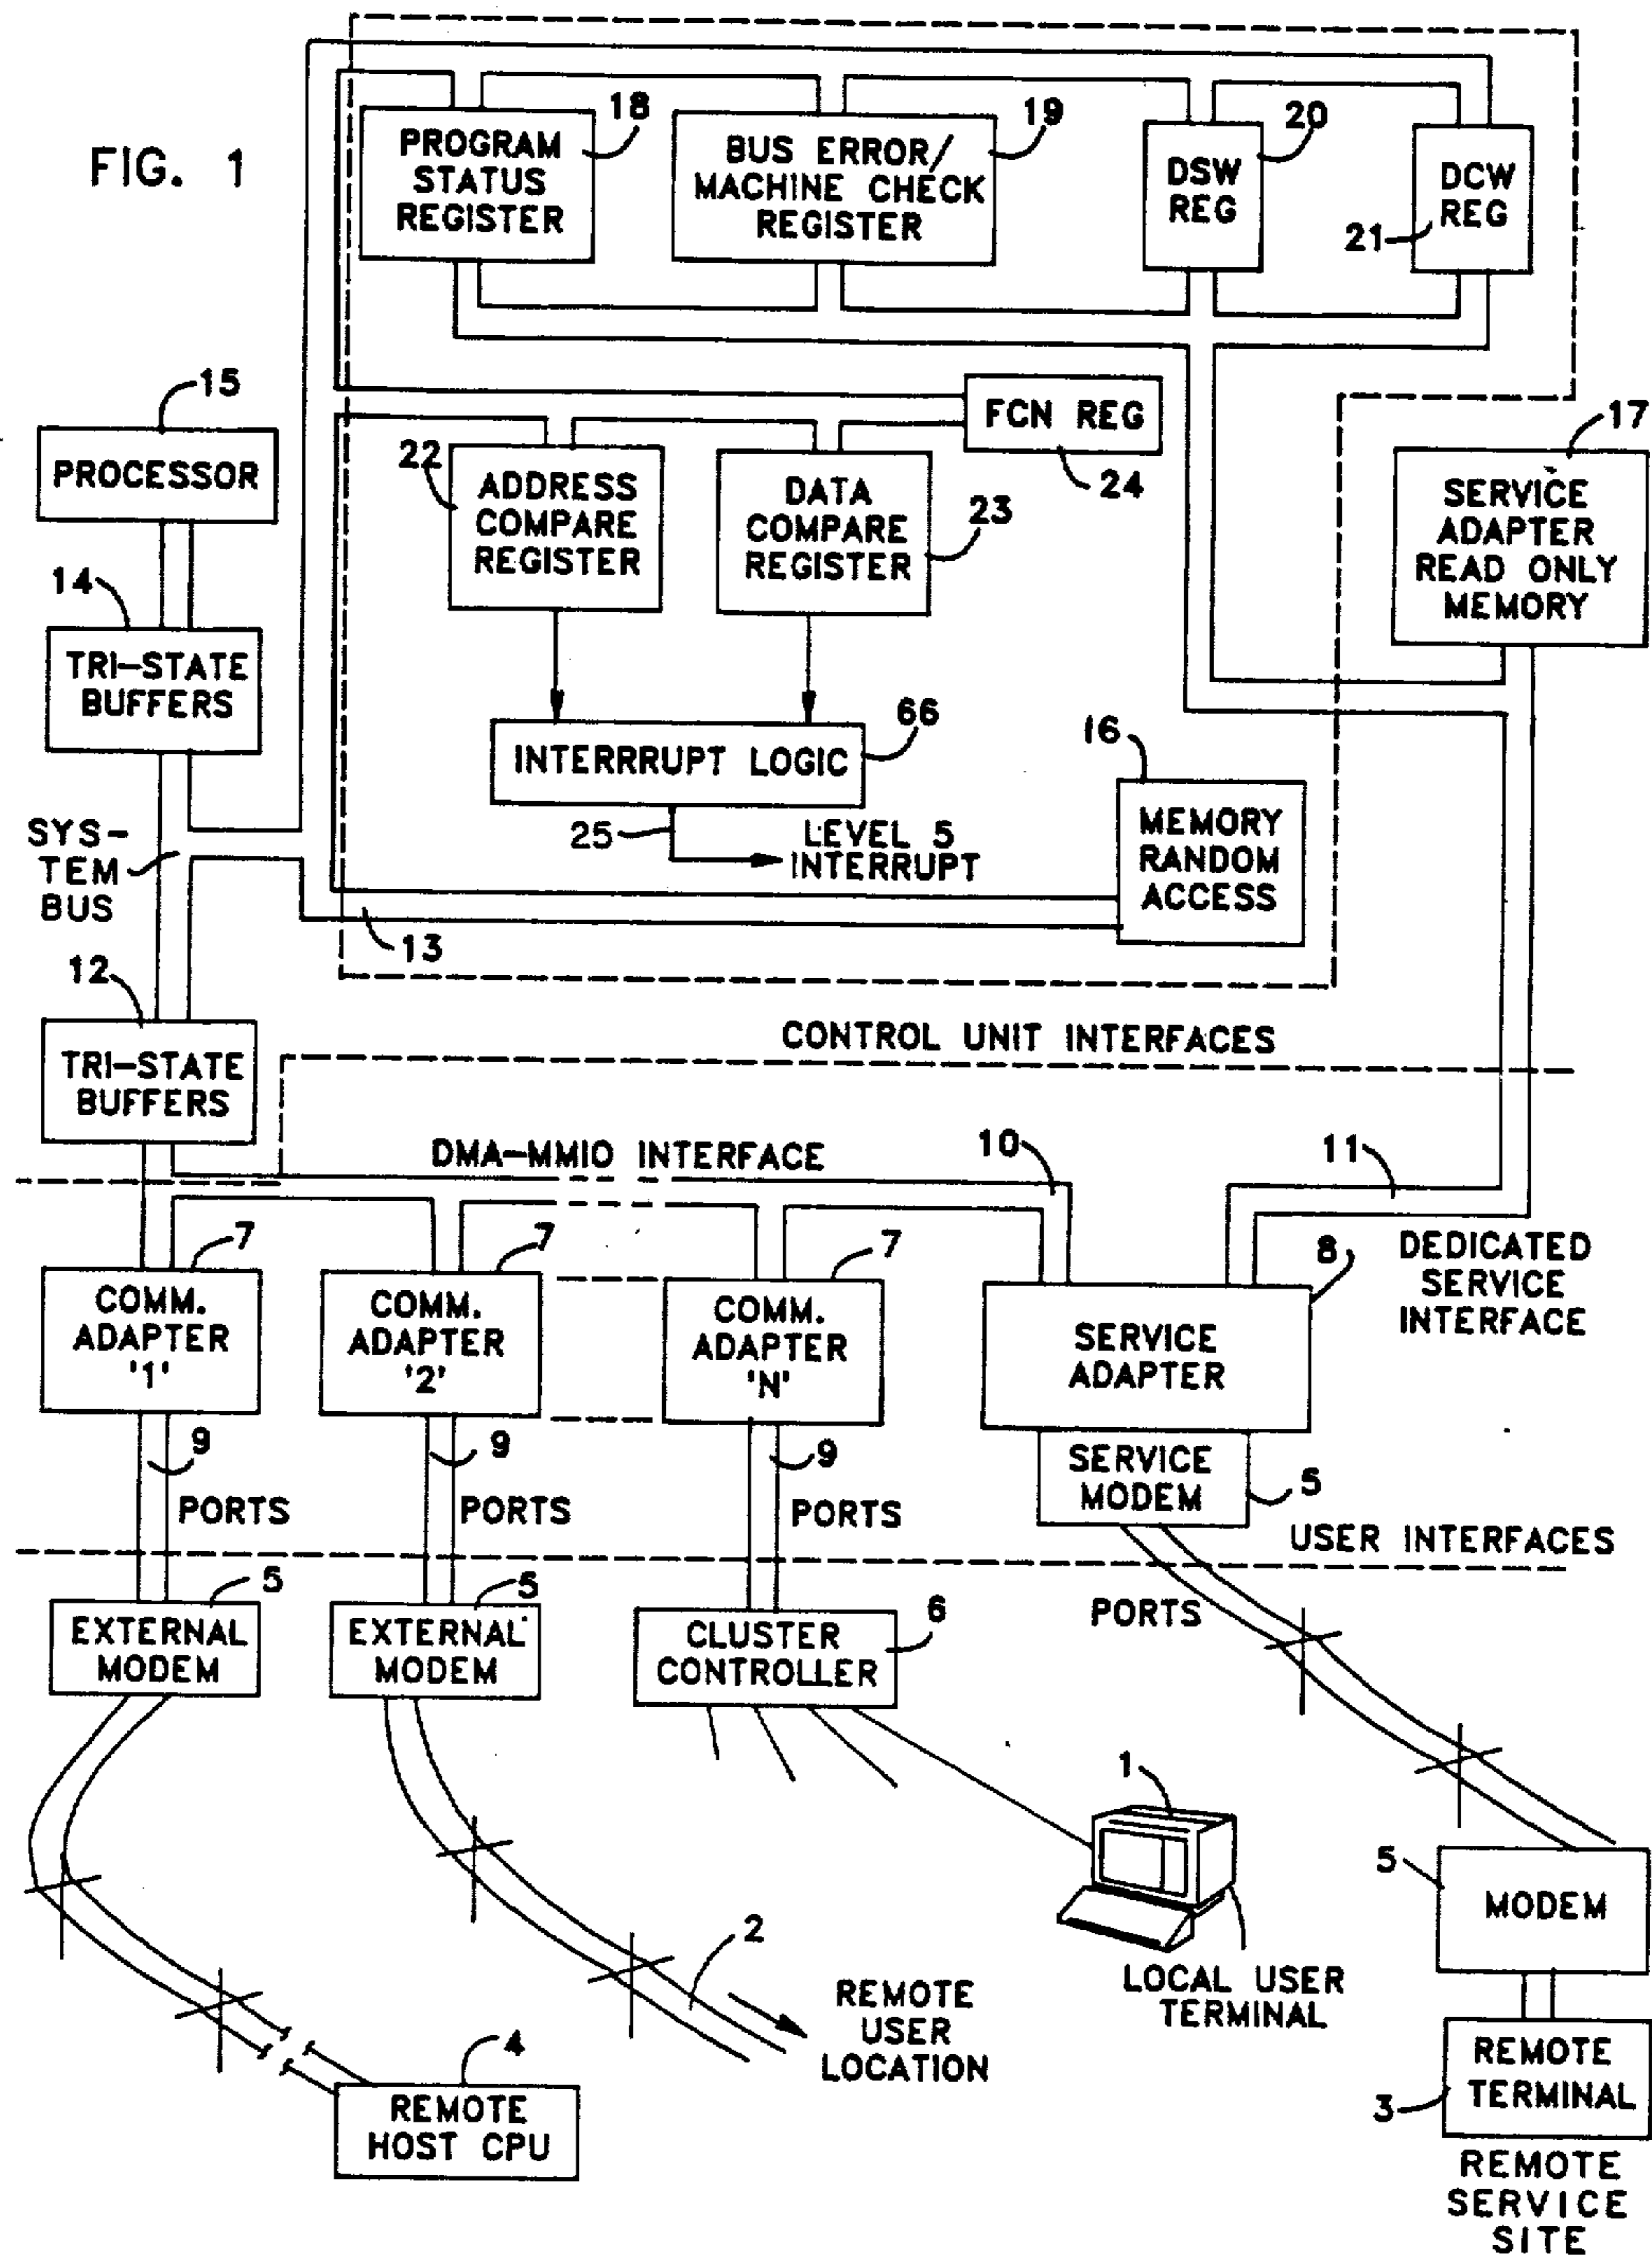 FIG. 1
18
PROGRAM
STATUS
REGISTER
19
BUS ERROR/
MACHINE CHECK
REGISTER
20
DSW
REG
21
DCW
REG
15
PROCESSOR
14
TRI-STATE
BUFFERS
SYS-
TEM
BUS
12
TRI-STATE
BUFFERS
FCN REG
24
22
ADDRESS
COMPARE
REGISTER
DATA
COMPARE
REGISTER
23
17
SERVICE
ADAPTER
READ ONLY
MEMORY
66
INTERRRUPT LOGIC
25
LEVEL 5
INTERRUPT
16
MEMORY
RANDOM
ACCESS
13
CONTROL UNIT INTERFACES
DMA-MMIO INTERFACE
10
11
7
COMM.
ADAPTER
'1'
7
COMM.
ADAPTER
'2'
7
COMM.
ADAPTER
'N'
8
SERVICE
ADAPTER
DEDICATED
SERVICE
INTERFACE
9
PORTS
9
PORTS
9
PORTS
SERVICE
MODEM
5
USER INTERFACES
5
EXTERNAL
MODEM
5
EXTERNAL
MODEM
6
CLUSTER
CONTROLLER
PORTS
1
LOCAL USER
TERMINAL
5
MODEM
2
REMOTE
USER
LOCATION
4
REMOTE
HOST CPU
3
REMOTE
TERMINAL
REMOTE
SERVICE
SITE